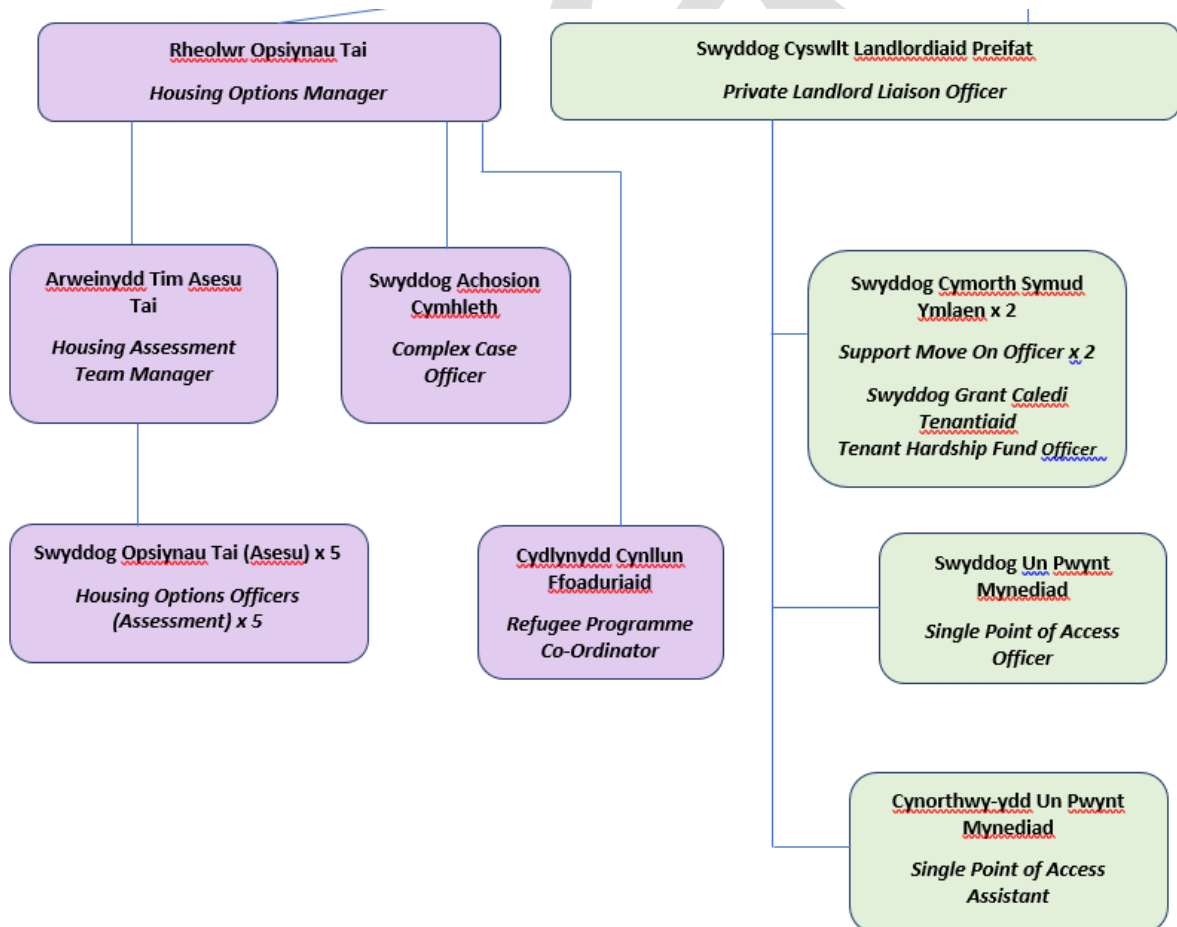 Rheolwr Opsiynau Tai
Housing Options Manager
Swyddog Cyswllt Landlordiaid Preifat
Private Landlord Liaison Officer
Arweinydd Tim Asesu
Tai
Housing Assessment
Team Manager
Swyddog Achosion
Cymhleth
Complex Case
Officer
Swyddog Cymorth Symud
Ymlaen x 2
Support Move On Officer x 2
Swyddog Grant Caledi
Tenantiaid
Tenant Hardship Fund Officer
Swyddog Opsiynau Tai (Asesu) x 5
Housing Options Officers
(Assessment) x 5
Cydlynydd Cynllun
Ffoaduriaid
Refugee Programme
Co-Ordinator
Swyddog Un Pwynt
Mynediad
Single Point of Access
Officer
Cynorthwy-ydd Un Pwynt
Mynediad
Single Point of Access
Assistant